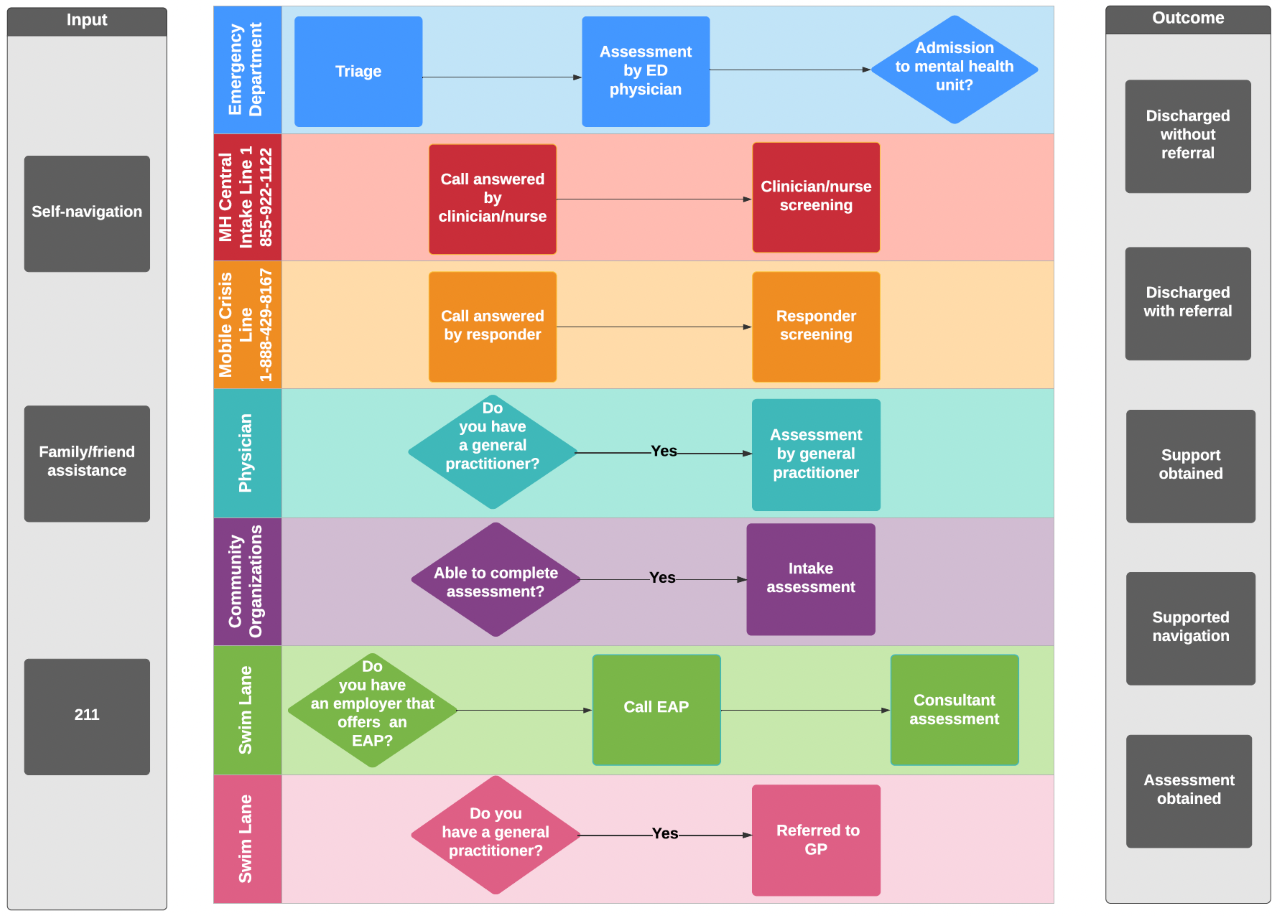 Input
Self-navigation
Family/friend
assistance
211
Emergency
Department
Triage
Assessment
by ED
physician
Admission
to mental health
unit?
MH Central
Intake Line 1
855-922-1122
Call answered
by
clinician/nurse
Clinician/nurse
screening
Mobile Crisis
Line
1-888-429-8167
Call answered
by responder
Responder
screening
Physician
Do
you have
a general
practitioner?
Yes
Assessment
by general
practitioner
Community
Organizations
Able to complete
assessment?
Yes
Intake
assessment
Swim Lane
Do
you have
an employer that
offers an
EAP?
Call EAP
Consultant
assessment
Swim Lane
Do you
have a general
practitioner?
Yes
Referred to
GP
Outcome
Discharged
without
referral
Discharged
with referral
Support
obtained
Supported
navigation
Assessment
obtained